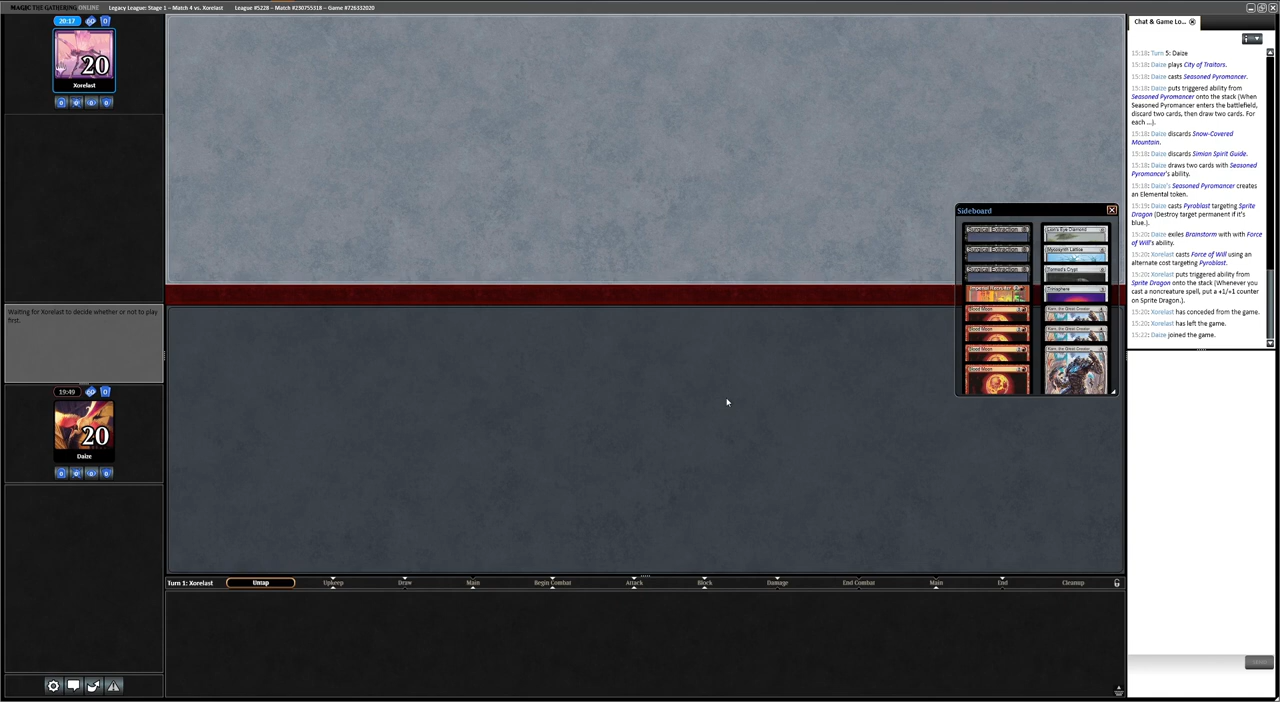 MAGIC THE GATHERING ONLINE Legacy League: Stage 1 – Match 4 vs. Xorelast League #5228 – Match #230755318 – Game #726332020
20:17
20
Xorelast
0 0 0 0
Waiting for Xorelast to decide whether or not to play
first.
19:49
20
Daize
0 0 0 0
Sideboard
Surgical Extraction
Surgical Extraction
Surgical Extraction
Imperial Recruiter
Blood Moon
Blood Moon
Blood Moon
Blood Moon
Lion's Eye Diamond
Mycosynth Lattice
Tormod's Crypt
Trinisphere
Karn, the Great Creator
Karn, the Great Creator
Karn, the Great Creator
Turn 1: Xorelast Untap Upkeep Draw Main Begin Combat Attack Block Damage End Combat Main End Cleanup
Chat & Game Lo...
15:18: Turn 5: Daize
15:18: Daize plays City of Traitors.
15:18: Daize casts Seasoned Pyromancer.
15:18: Daize puts triggered ability from
Seasoned Pyromancer onto the stack (When
Seasoned Pyromancer enters the battlefield,
discard two cards, then draw two cards. For
each ...).
15:18: Daize discards Snow-Covered
Mountain.
15:18: Daize discards Simian Spirit Guide.
15:18: Daize draws two cards with Seasoned
Pyromancer's ability.
15:18: Daize's Seasoned Pyromancer creates
an Elemental token.
15:19: Daize casts Pyroblast targeting Sprite
Dragon (Destroy target permanent if it's
blue.).
15:20: Daize exiles Brainstorm with with Force
of Will's ability.
15:20: Xorelast casts Force of Will using an
alternate cost targeting Pyroblast.
15:20: Xorelast puts triggered ability from
Sprite Dragon onto the stack (Whenever you
cast a noncreature spell, put a +1/+1 counter
on Sprite Dragon.).
15:20: Xorelast has conceded from the game.
15:20: Xorelast has left the game.
15:22: Daize joined the game.
SEND